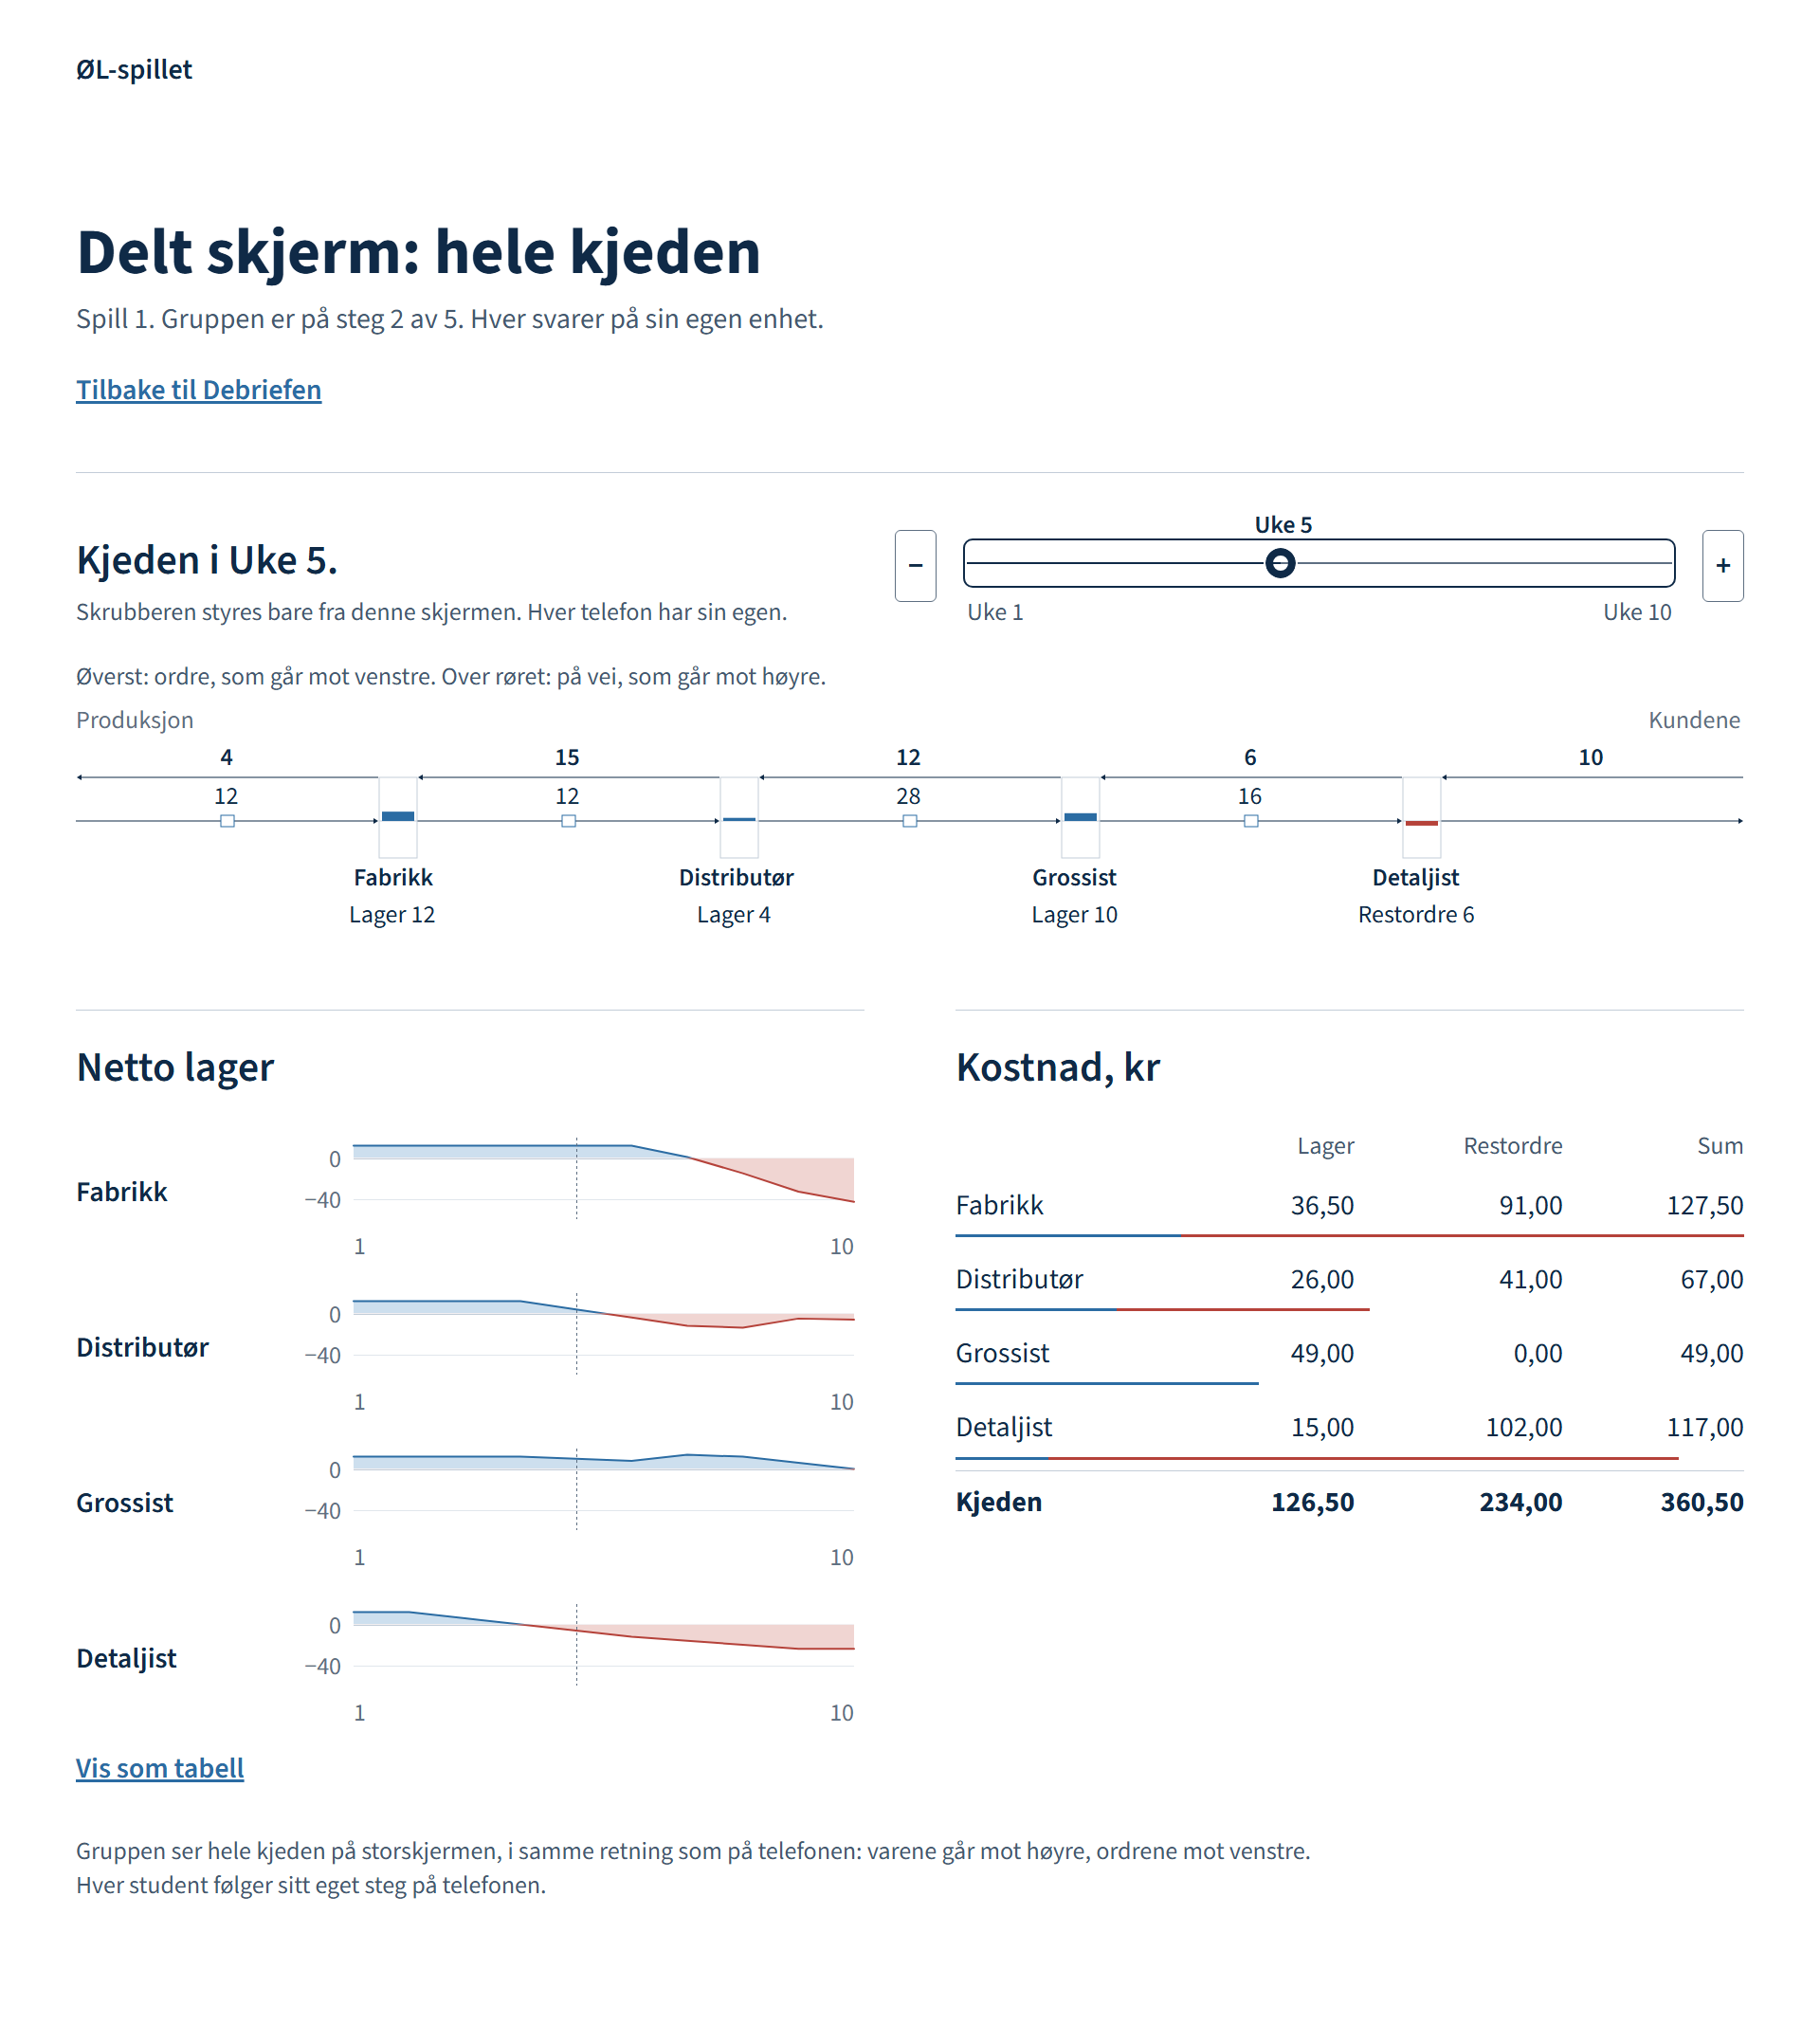 ØL-spillet
Delt skjerm: hele kjeden
Spill 1. Gruppen er på steg 2 av 5. Hver svarer på sin egen enhet.
Tilbake til Debriefen
Kjeden i Uke 5.
Skrubberen styres bare fra denne skjermen. Hver telefon har sin egen.
−
Uke 5
+
Uke 1 Uke 10
Øverst: ordre, som går mot venstre. Over røret: på vei, som går mot høyre.
Produksjon Kundene
4 15 12 6 10
12 12 28 16
Fabrikk Distributør Grossist Detaljist
Lager 12 Lager 4 Lager 10 Restordre 6
Netto lager
Fabrikk
0
−40
1 10
Distributør
0
−40
1 10
Grossist
0
−40
1 10
Detaljist
0
−40
1 10
Vis som tabell
Kostnad, kr
Lager Restordre Sum
Fabrikk 36,50 91,00 127,50
Distributør 26,00 41,00 67,00
Grossist 49,00 0,00 49,00
Detaljist 15,00 102,00 117,00
Kjeden 126,50 234,00 360,50
Gruppen ser hele kjeden på storskjermen, i samme retning som på telefonen: varene går mot høyre, ordrene mot venstre.
Hver student følger sitt eget steg på telefonen.